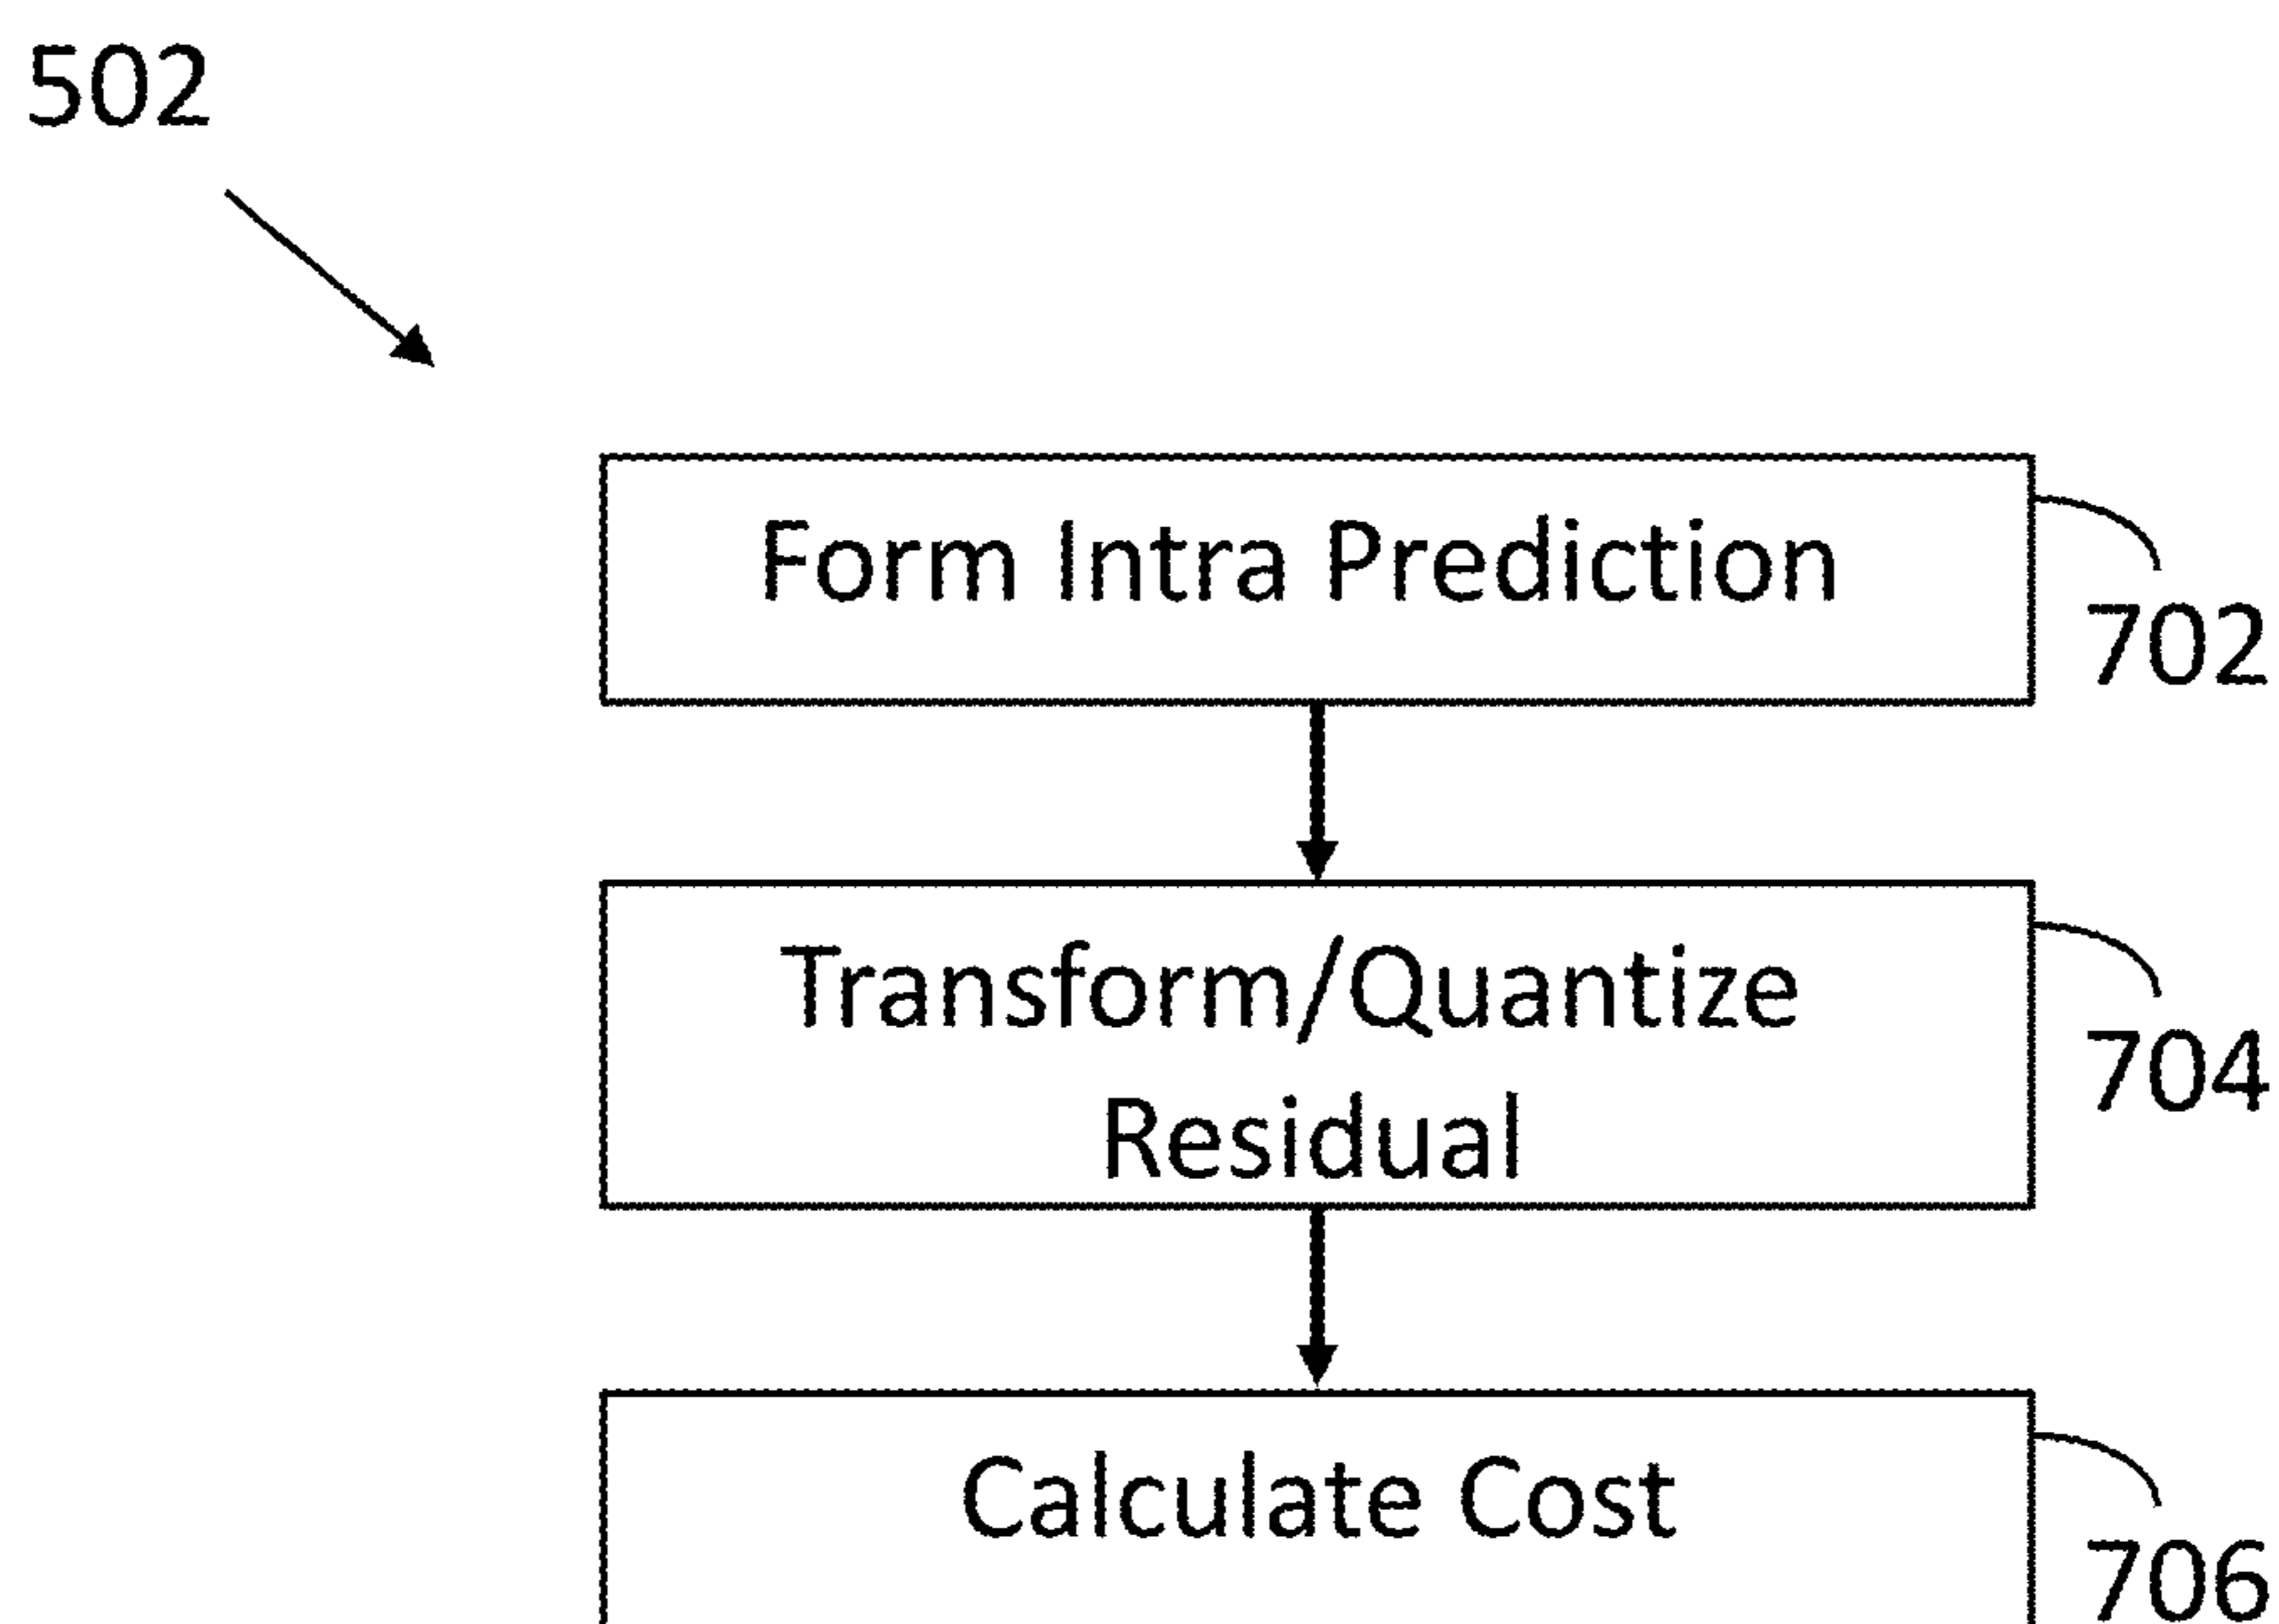 502
Form Intra Prediction
702
Transform/Quantize
Residual
704
Calculate Cost
706